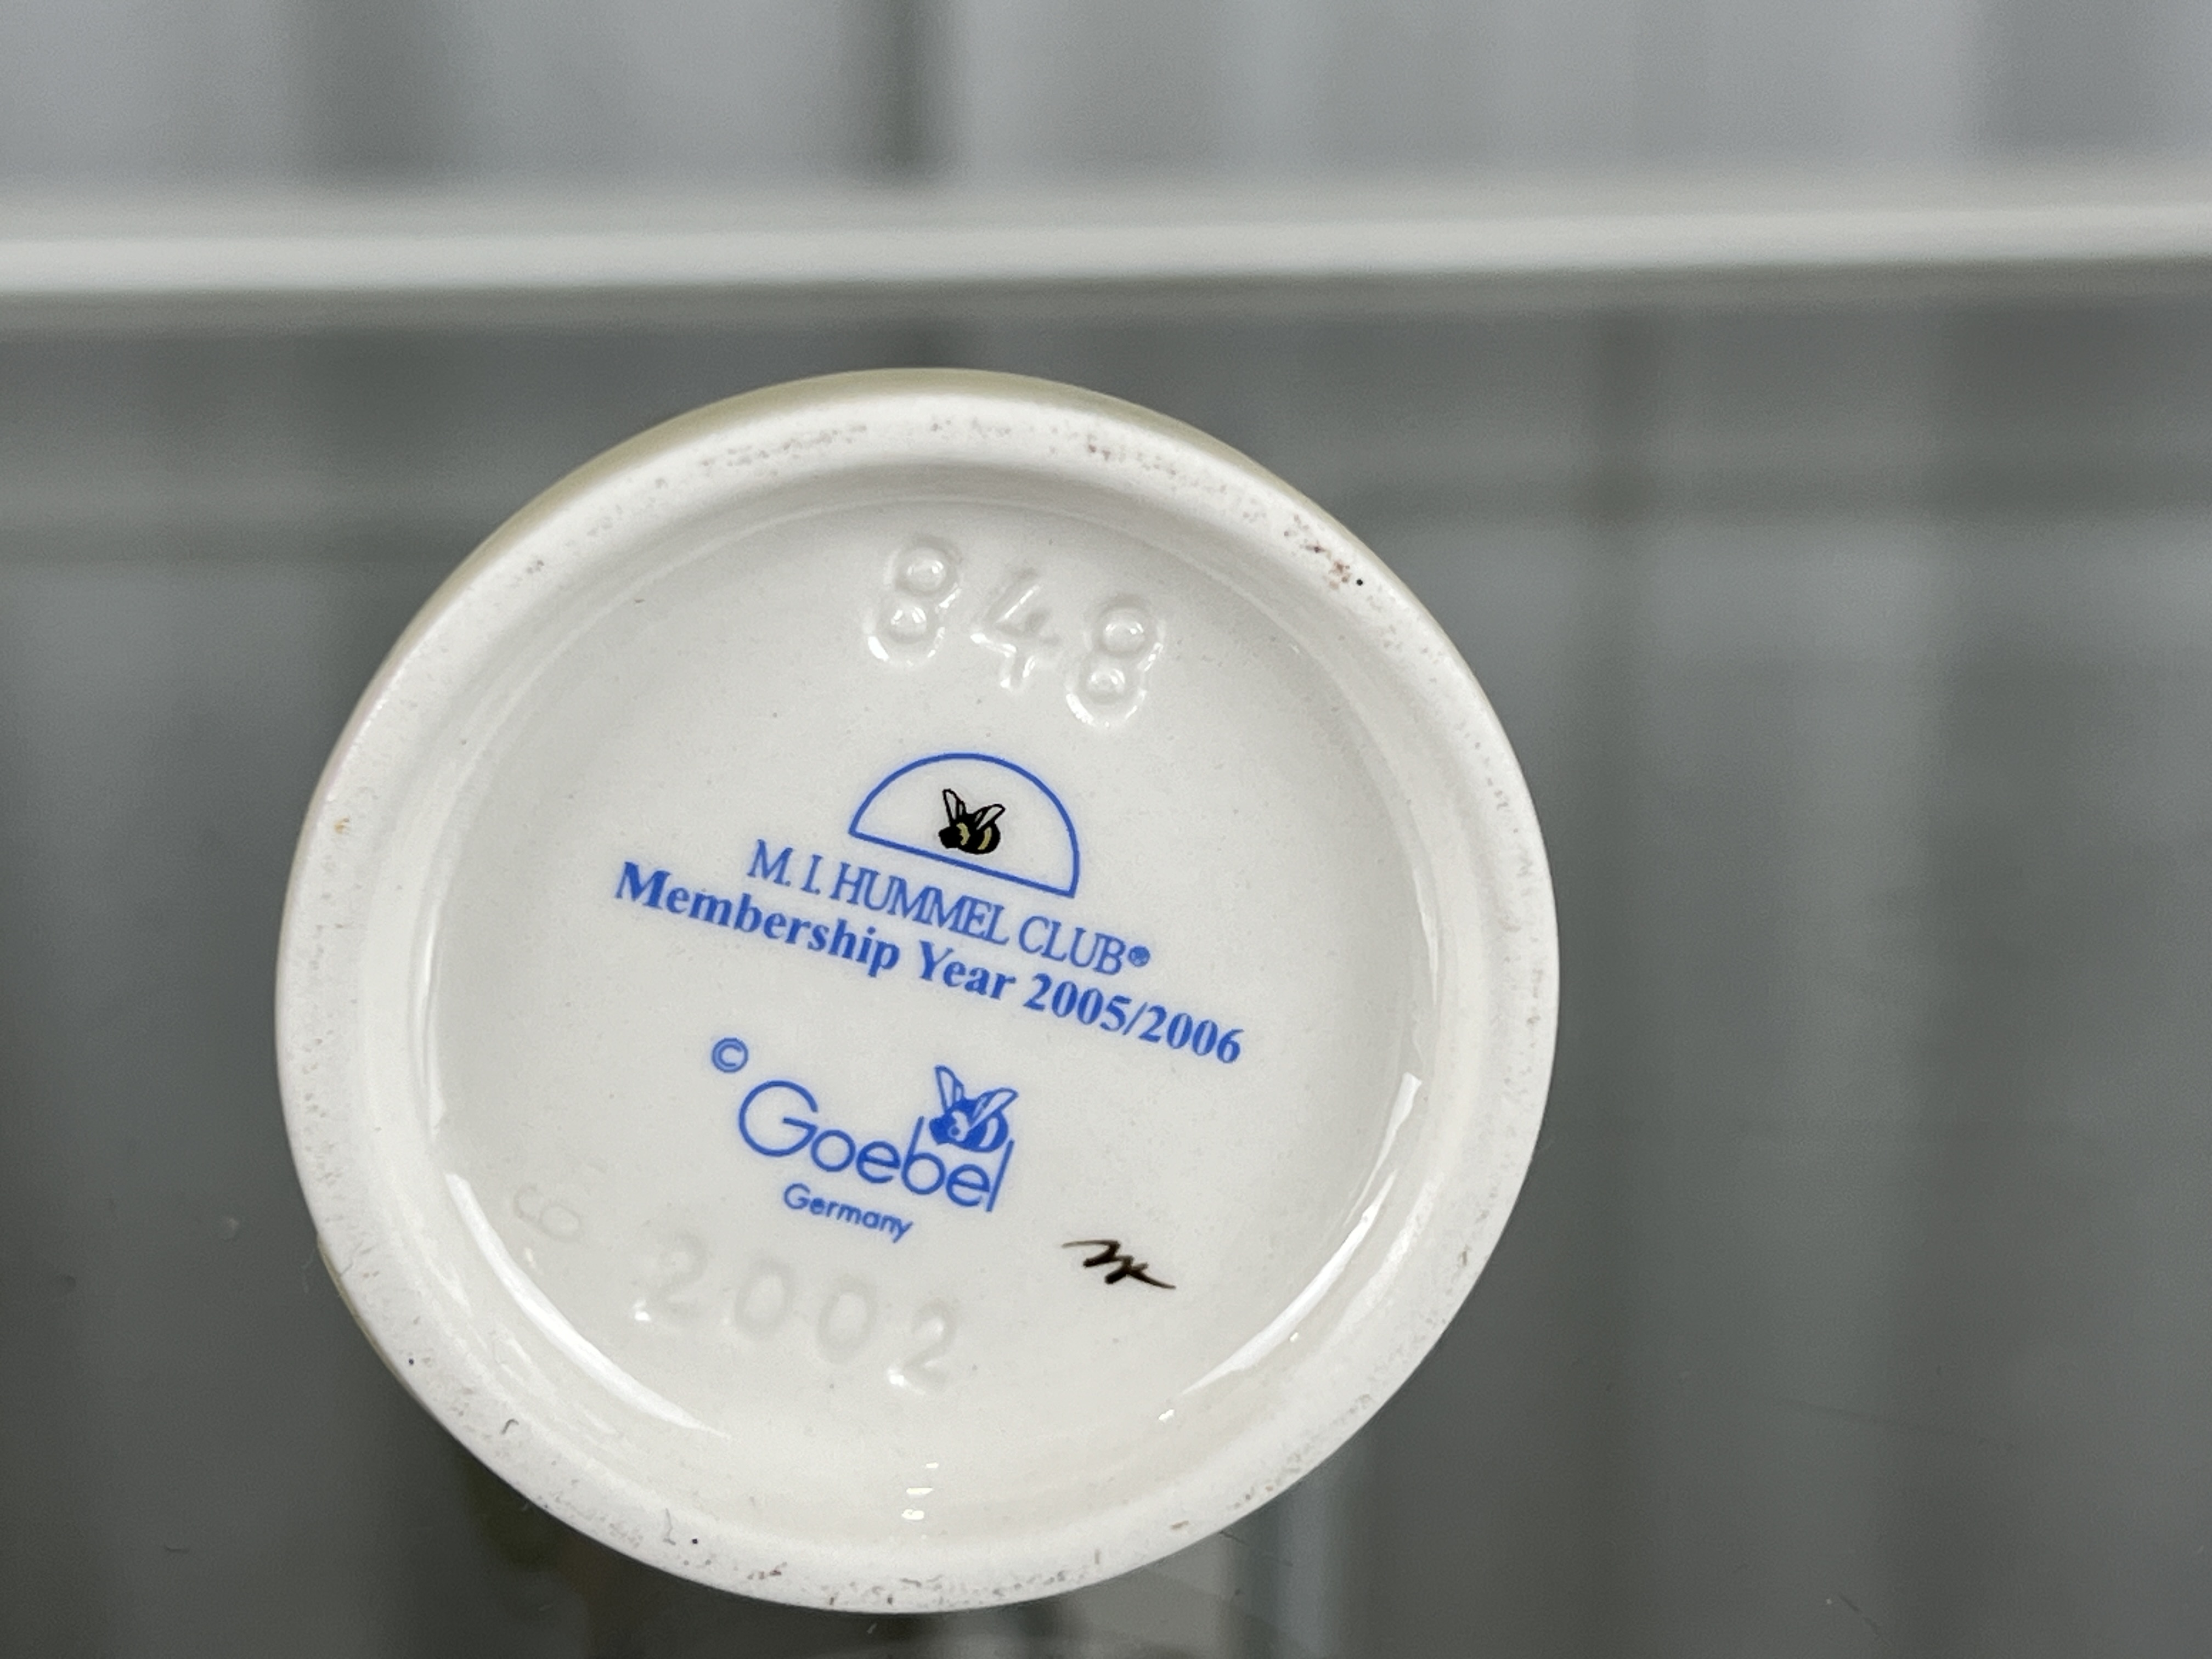 848
M. I. HUMMEL CLUB®
Membership Year 2005/2006
©
Goebel
Germany
2002